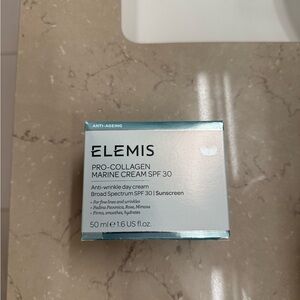 ANTI-AGEING
ELEMIS
PRO-COLLAGEN
MARINE CREAM SPF 30
Anti-wrinkle day cream
Broad Spectrum SPF 30 | Sunscreen
• For fine lines and wrinkles
• Padina Pavonica, Rose, Mimosa
• Firms, smoothes, hydrates
50 ml ℮ 1.6 US fl.oz.